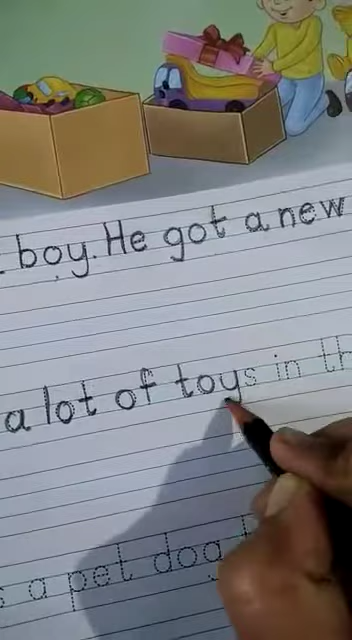 boy. He got a new
a lot of toys in th
a pet dog